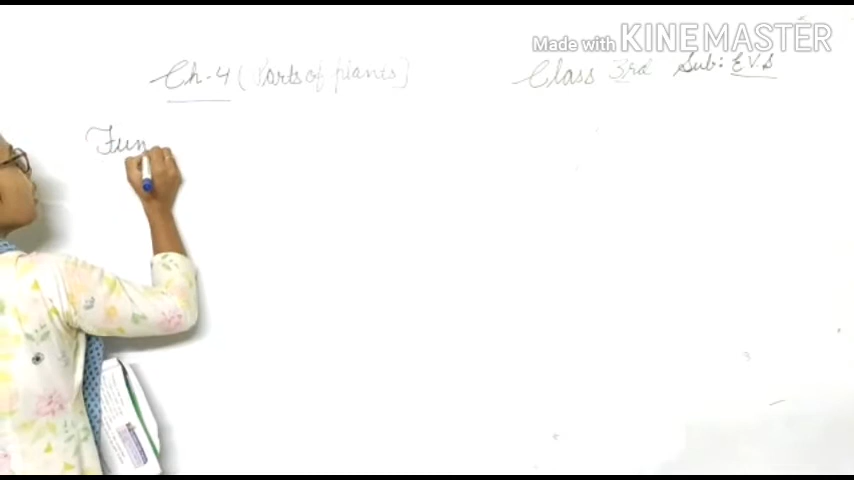 Made with KINEMASTER
Ch-4 (Parts of plants) Class 3rd Sub: E.V.S
Fun